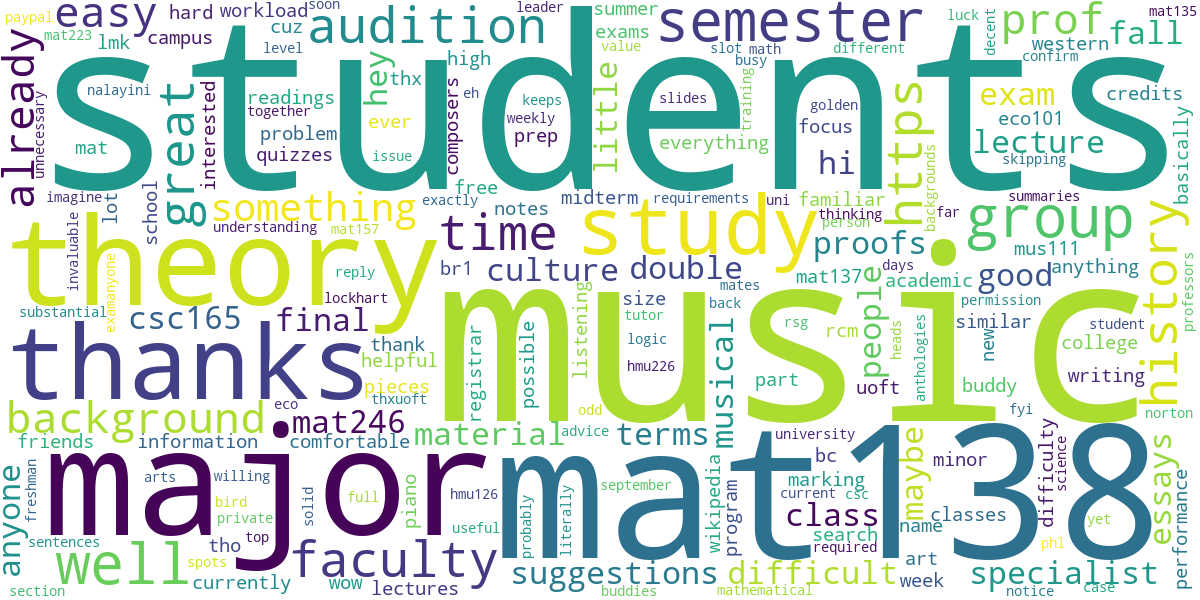 paypal
easy
hard
workload
soon
cuz
audition
leader
summer
exams
semester
luck
prof
decent
mat135
fall
mat223
lmk
campus
level
hey
high
little
value
slot
math
busy
different
western
confirm
already
students
nalayini
readings
thx
eh
keeps
slides
training
golden
https
exam
credits
unnecessary
great
interested
together
problem
ever
composers
weekly
prep
everything
focus
eco101
lecture
basically
mat
quizzes
issue
hi
skipping
imagine
school
lot
free
midterm
requirements
uni
familiar
backgrounds
summaries
something
exactly
notes
study
thinking
person
far
group
history
understanding
mat157
theory
time
proofs
mus111
invaluable
examanyone
reply
br1
culture
double
mat137
days
academic
good
anything
professors
substantial
lockhart
music
listening
size
mates
back
people
permission
csc165
final
tutor
rsg
rcm
similar
student
thanks
thank
registrar
possible
logic
heads
new
college
helpful
hmu226
part
uoft
anthologies
buddy
writing
pieces
musical
background
eco
thxuoft
odd
fyi
norton
mat246
friends
information
comfortable
material
advice
terms
university
bc
maybe
minor
difficulty
essays
anyone
freshman
major
arts
willing
solid
full
piano
hmu126
mat138
september
wikipedia
program
marking
current
csc
science
bird
private
useful
probably
literally
class
name
classes
yet
performance
sentences
tho
top
search
required
art
phl
well
spots
faculty
suggestions
difficult
week
specialist
section
currently
wow
lectures
buddies
mathematical
notice
case